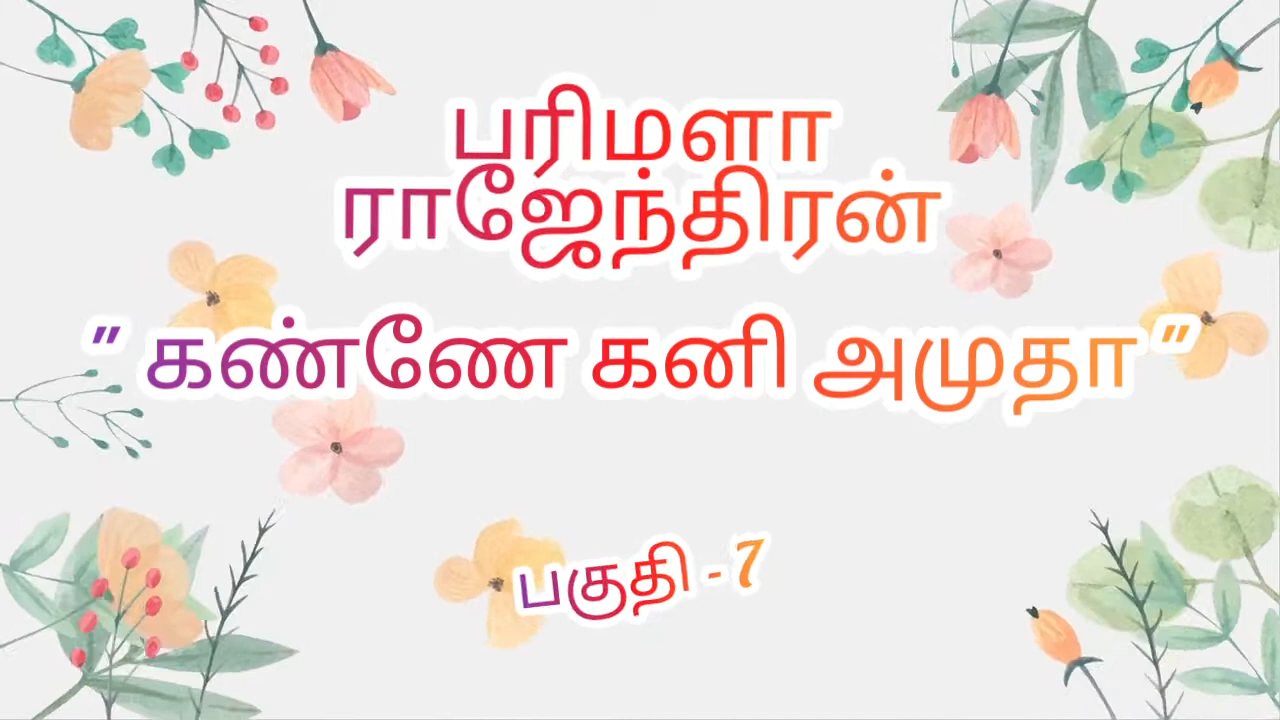 பரிமளா
ராஜேந்திரன்
" கண்ணே கனி அமுதா "
பகுதி - 7